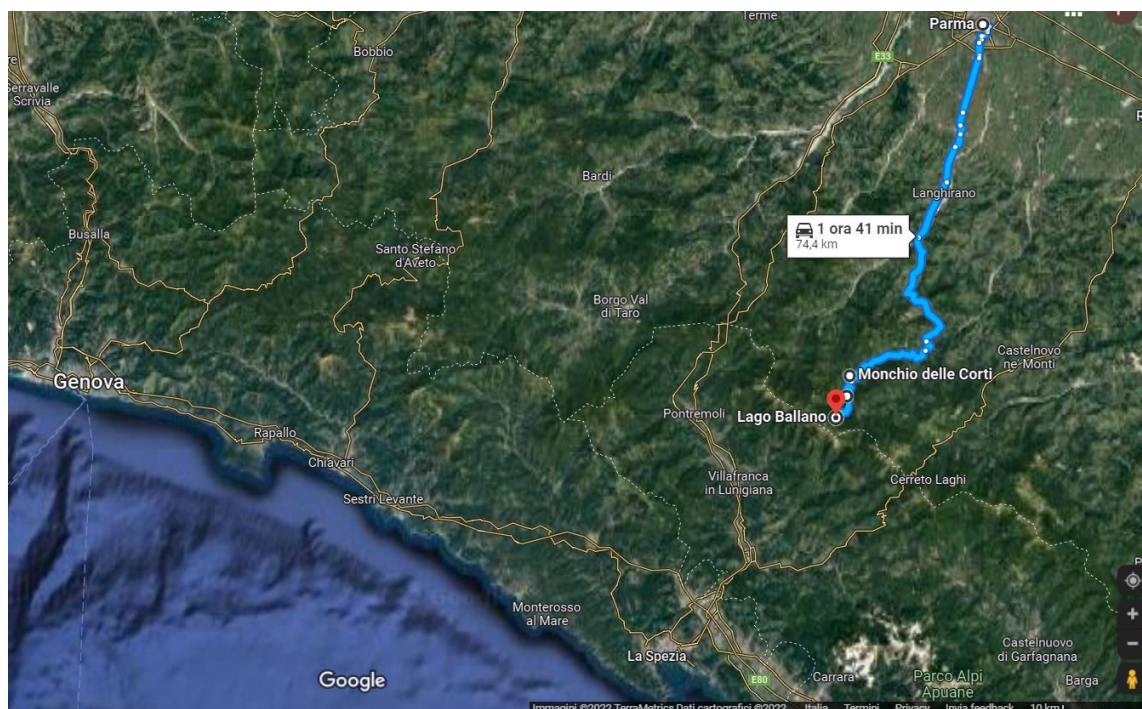 Terme
Parma
Bobbio
E33
Serravalle
Scrivia
Bardi
Langhirano
1 ora 41 min
74,4 km
Busalla
Santo Stefano
d'Aveto
Borgo Val
di Taro
Castelnovo
ne' Monti
Genova
Monchio delle Corti
Pontremoli
Lago Ballano
Rapallo
Chiavari
Villafranca
in Lunigiana
Cerreto Laghi
Sestri Levante
Monterosso
al Mare
La Spezia
Castelnuovo
di Garfagnana
Google
E80
Carrara
Parco Alpi
Apuane
Barga
Immagini ©2022 TerraMetrics Dati cartografici ©2022 Italia Termini Privacy Invia feedback 10 km